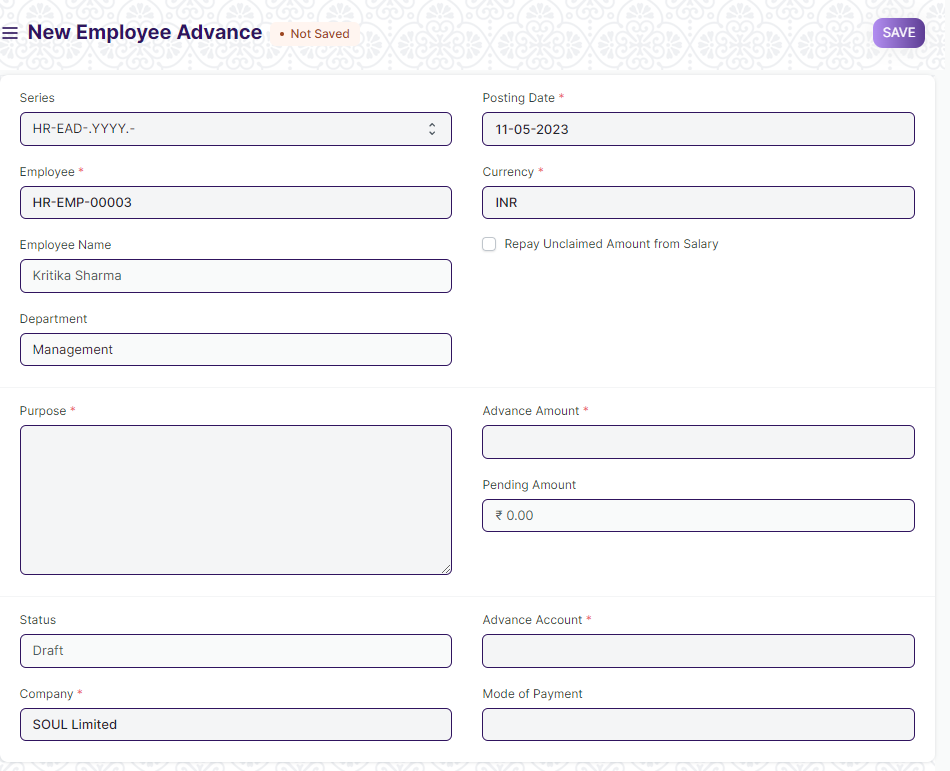 New Employee Advance
• Not Saved
SAVE
Series
HR-EAD-.YYYY.-
Posting Date *
11-05-2023
Employee *
HR-EMP-00003
Currency *
INR
Employee Name
Kritika Sharma
Repay Unclaimed Amount from Salary
Department
Management
Purpose *
Advance Amount *
Pending Amount
₹ 0.00
Status
Draft
Advance Account *
Company *
SOUL Limited
Mode of Payment